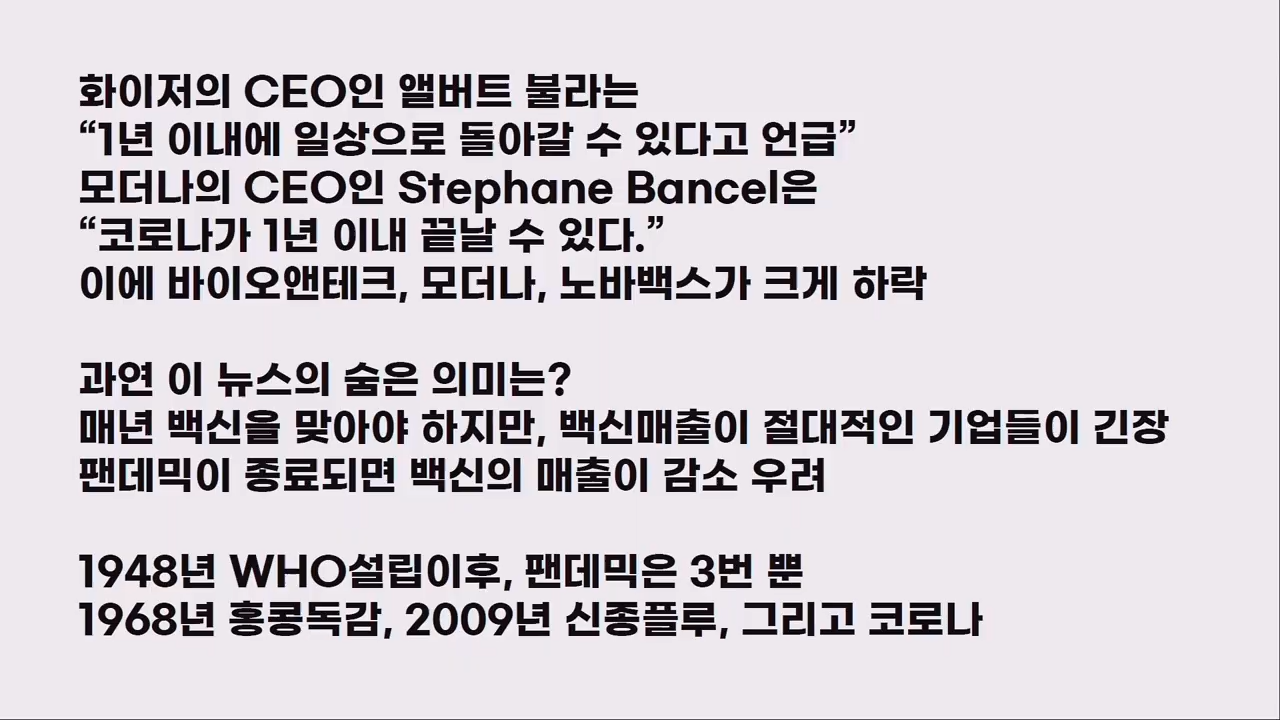 화이저의 CEO인 앨버트 불라는
“1년 이내에 일상으로 돌아갈 수 있다고 언급”
모더나의 CEO인 Stephane Bancel은
“코로나가 1년 이내 끝날 수 있다.”
이에 바이오앤테크, 모더나, 노바백스가 크게 하락
과연 이 뉴스의 숨은 의미는?
매년 백신을 맞아야 하지만, 백신매출이 절대적인 기업들이 긴장
팬데믹이 종료되면 백신의 매출이 감소 우려
1948년 WHO설립이후, 팬데믹은 3번 뿐
1968년 홍콩독감, 2009년 신종플루, 그리고 코로나